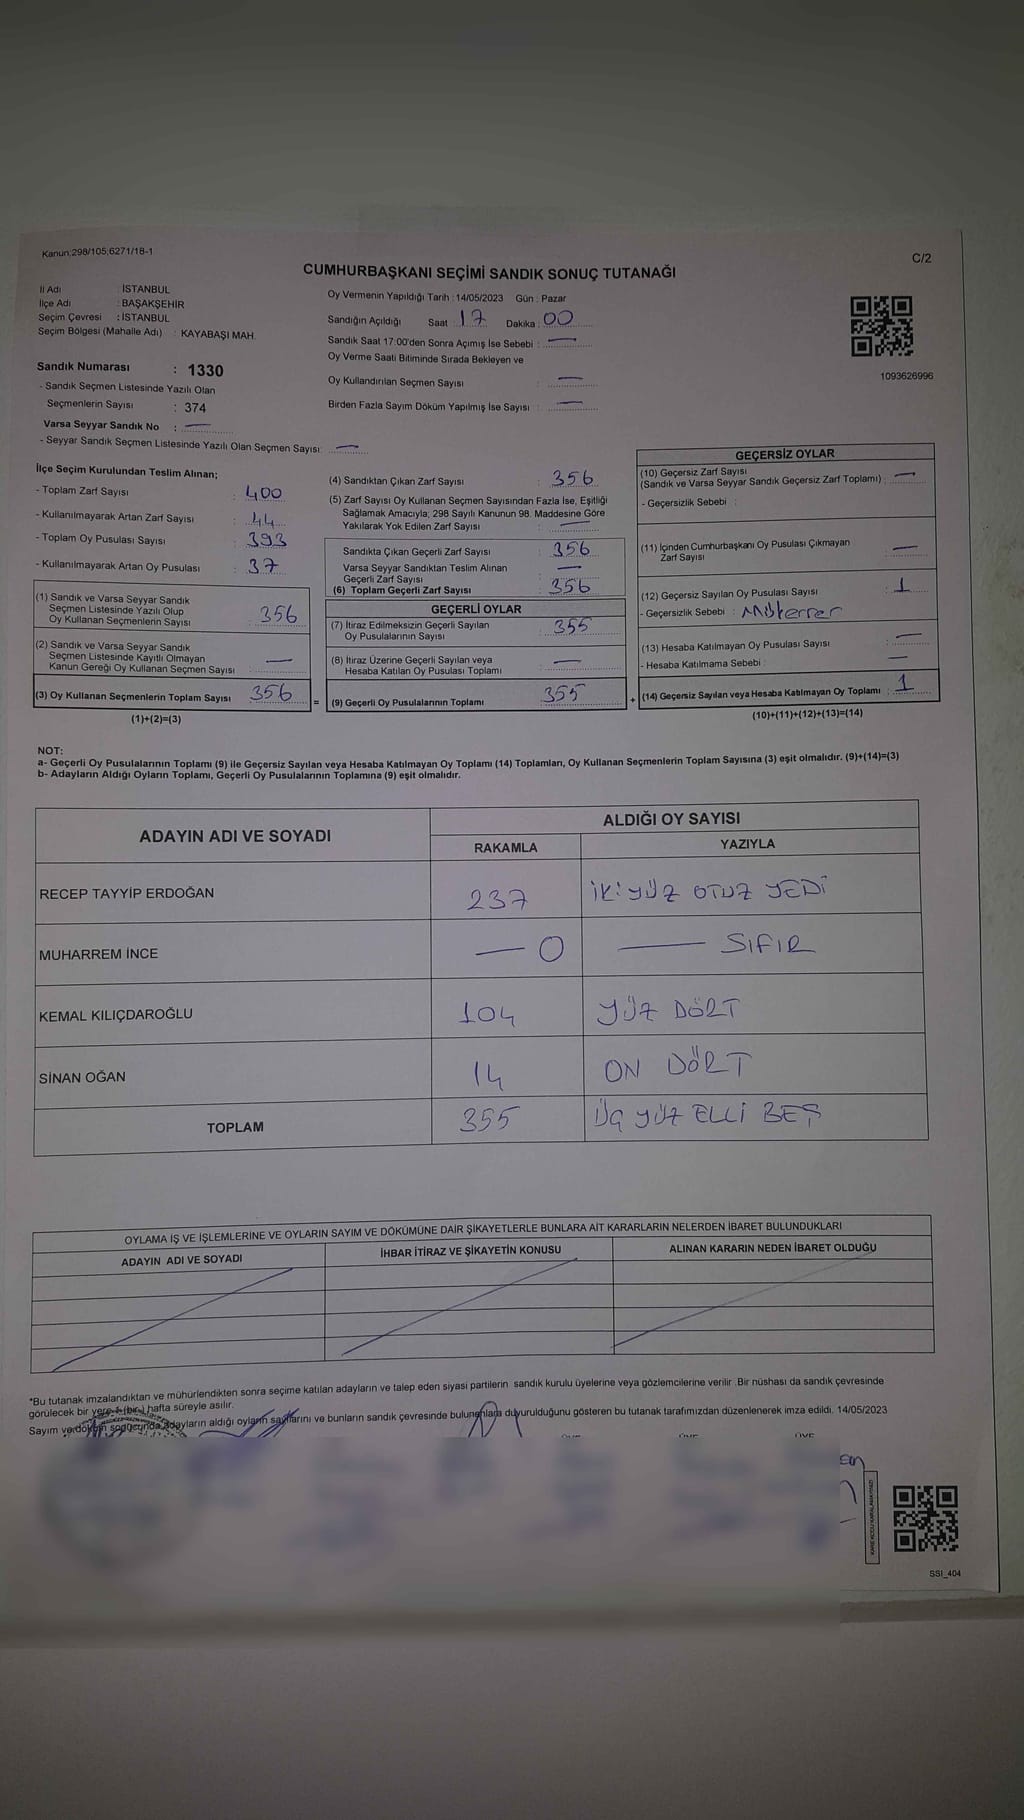 Kanun;298/105;6271/18-1
C/2
CUMHURBAŞKANI SEÇİMİ SANDIK SONUÇ TUTANAĞI
İl Adı : İSTANBUL
İlçe Adı : BAŞAKŞEHİR
Seçim Çevresi : İSTANBUL
Seçim Bölgesi (Mahalle Adı) : KAYABAŞI MAH.
Oy Vermenin Yapıldığı Tarih : 14/05/2023 Gün : Pazar
Sandığın Açıldığı Saat : 17 Dakika : 00
Sandık Saat 17:00'den Sonra Açımış İse Sebebi : —
Oy Verme Saati Bitiminde Sırada Bekleyen ve
Oy Kullandırılan Seçmen Sayısı : —
Birden Fazla Sayım Döküm Yapılmış İse Sayısı : —
1093626996
Sandık Numarası : 1330
- Sandık Seçmen Listesinde Yazılı Olan
Seçmenlerin Sayısı : 374
Varsa Seyyar Sandık No : —
- Seyyar Sandık Seçmen Listesinde Yazılı Olan Seçmen Sayısı: —
İlçe Seçim Kurulundan Teslim Alınan;
- Toplam Zarf Sayısı : 400
- Kullanılmayarak Artan Zarf Sayısı : 44
- Toplam Oy Pusulası Sayısı : 393
- Kullanılmayarak Artan Oy Pusulası : 37
(1) Sandık ve Varsa Seyyar Sandık
Seçmen Listesinde Yazılı Olup
Oy Kullanan Seçmenlerin Sayısı : 356
(2) Sandık ve Varsa Seyyar Sandık
Seçmen Listesinde Kayıtlı Olmayan
Kanun Gereği Oy Kullanan Seçmen Sayısı : —
(3) Oy Kullanan Seçmenlerin Toplam Sayısı : 356
(1)+(2)=(3)
(4) Sandıktan Çıkan Zarf Sayısı : 356
(5) Zarf Sayısı Oy Kullanan Seçmen Sayısından Fazla İse, Eşitliği
Sağlamak Amacıyla; 298 Sayılı Kanunun 98. Maddesine Göre
Yakılarak Yok Edilen Zarf Sayısı : —
Sandıkta Çıkan Geçerli Zarf Sayısı : 356
Varsa Seyyar Sandıktan Teslim Alınan
Geçerli Zarf Sayısı : —
(6) Toplam Geçerli Zarf Sayısı : 356
GEÇERLİ OYLAR
(7) İtiraz Edilmeksizin Geçerli Sayılan
Oy Pusulalarının Sayısı : 355
(8) İtiraz Üzerine Geçerli Sayılan veya
Hesaba Katılan Oy Pusulası Toplamı : —
= (9) Geçerli Oy Pusulalarının Toplamı : 355
GEÇERSİZ OYLAR
(10) Geçersiz Zarf Sayısı
(Sandık ve Varsa Seyyar Sandık Geçersiz Zarf Toplamı) : —
- Geçersizlik Sebebi :
(11) İçinden Cumhurbaşkanı Oy Pusulası Çıkmayan
Zarf Sayısı : —
(12) Geçersiz Sayılan Oy Pusulası Sayısı : 1
- Geçersizlik Sebebi : Mükerrer
(13) Hesaba Katılmayan Oy Pusulası Sayısı : —
- Hesaba Katılmama Sebebi : —
+ (14) Geçersiz Sayılan veya Hesaba Katılmayan Oy Toplamı : 1
(10)+(11)+(12)+(13)=(14)
NOT:
a- Geçerli Oy Pusulalarının Toplamı (9) ile Geçersiz Sayılan veya Hesaba Katılmayan Oy Toplamı (14) Toplamları, Oy Kullanan Seçmenlerin Toplam Sayısına (3) eşit olmalıdır. (9)+(14)=(3)
b- Adayların Aldığı Oyların Toplamı, Geçerli Oy Pusulalarının Toplamına (9) eşit olmalıdır.
ADAYIN ADI VE SOYADI
ALDIĞI OY SAYISI
RAKAMLA YAZIYLA
RECEP TAYYİP ERDOĞAN 237 İKİ YÜZ OTUZ YEDİ
MUHARREM İNCE — 0 — SIFIR
KEMAL KILIÇDAROĞLU 104 YÜZ DÖRT
SİNAN OĞAN 14 ON DÖRT
TOPLAM 355 ÜÇ YÜZ ELLİ BEŞ
OYLAMA İŞ VE İŞLEMLERİNE VE OYLARIN SAYIM VE DÖKÜMÜNE DAİR ŞİKAYETLERLE BUNLARA AİT KARARLARIN NELERDEN İBARET BULUNDUKLARI
ADAYIN ADI VE SOYADI İHBAR İTİRAZ VE ŞİKAYETİN KONUSU ALINAN KARARIN NEDEN İBARET OLDUĞU
*Bu tutanak imzalandıktan ve mühürlendikten sonra seçime katılan adayların ve talep eden siyasi partilerin sandık kurulu üyelerine veya gözlemcilerine verilir .Bir nüshası da sandık çevresinde
görülecek bir yere 1 (bir) hafta süreyle asılır.
Sayım ve döküm sonucunda adayların aldığı oyların sayılarını ve bunların sandık çevresinde bulunanlara duyurulduğunu gösteren bu tutanak tarafımızdan düzenlenerek imza edildi. 14/05/2023
SSI_404